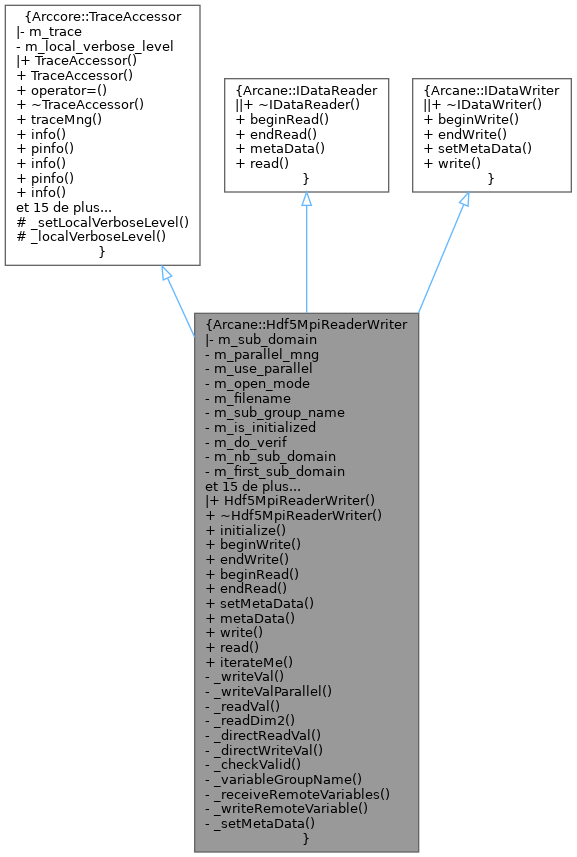 {Arccore::TraceAccessor
|- m_trace
- m_local_verbose_level
|+ TraceAccessor()
+ TraceAccessor()
+ operator=()
+ ~TraceAccessor()
+ traceMng()
+ info()
+ pinfo()
+ info()
+ pinfo()
+ info()
et 15 de plus...
# _setLocalVerboseLevel()
# _localVerboseLevel()
}
{Arcane::IDataReader
||+ ~IDataReader()
+ beginRead()
+ endRead()
+ metaData()
+ read()
}
{Arcane::IDataWriter
||+ ~IDataWriter()
+ beginWrite()
+ endWrite()
+ setMetaData()
+ write()
}
{Arcane::Hdf5MpiReaderWriter
|- m_sub_domain
- m_parallel_mng
- m_use_parallel
- m_open_mode
- m_filename
- m_sub_group_name
- m_is_initialized
- m_do_verif
- m_nb_sub_domain
- m_first_sub_domain
et 15 de plus...
|+ Hdf5MpiReaderWriter()
+ ~Hdf5MpiReaderWriter()
+ initialize()
+ beginWrite()
+ endWrite()
+ beginRead()
+ endRead()
+ setMetaData()
+ metaData()
+ write()
+ read()
+ iterateMe()
- _writeVal()
- _writeValParallel()
- _readVal()
- _readDim2()
- _directReadVal()
- _directWriteVal()
- _checkValid()
- _variableGroupName()
- _receiveRemoteVariables()
- _writeRemoteVariable()
- _setMetaData()
}